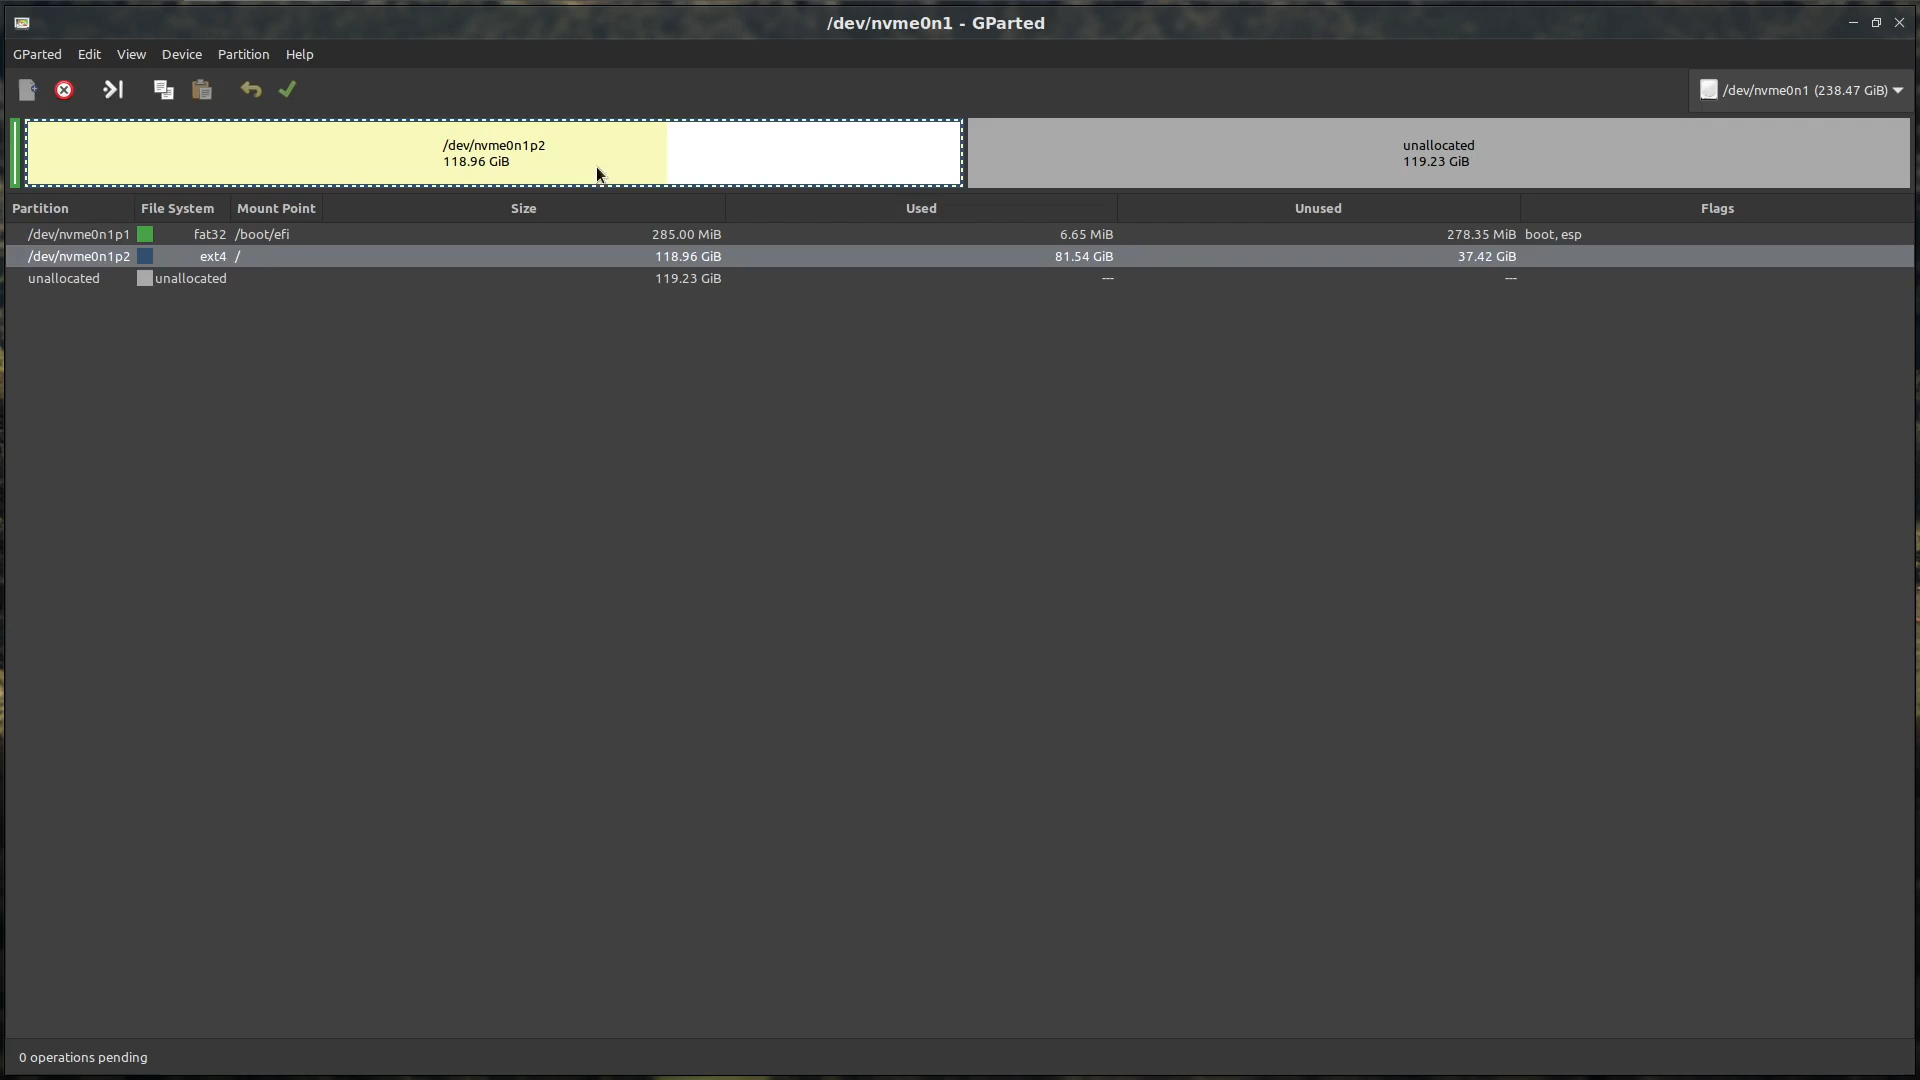 /dev/nvme0n1 - GParted
GParted Edit View Device Partition Help
/dev/nvme0n1 (238.47 GiB)
/dev/nvme0n1p2
118.96 GiB
unallocated
119.23 GiB
Partition File System Mount Point Size Used Unused Flags
/dev/nvme0n1p1 fat32 /boot/efi 285.00 MiB 6.65 MiB 278.35 MiB boot, esp
/dev/nvme0n1p2 ext4 / 118.96 GiB 81.54 GiB 37.42 GiB
unallocated unallocated 119.23 GiB --- ---
0 operations pending